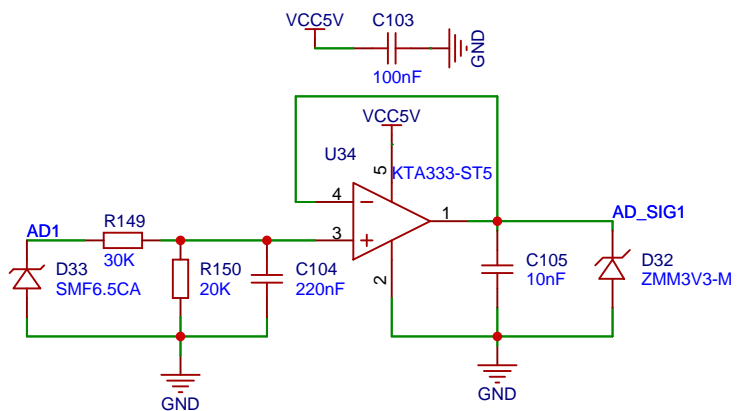 VCC5V
C103
100nF
GND
VCC5V
U34
KTA333-ST5
5
4
1
3
2
AD_SIG1
AD1
R149
30K
D33
SMF6.5CA
R150
20K
C104
220nF
C105
10nF
D32
ZMM3V3-M
GND
GND